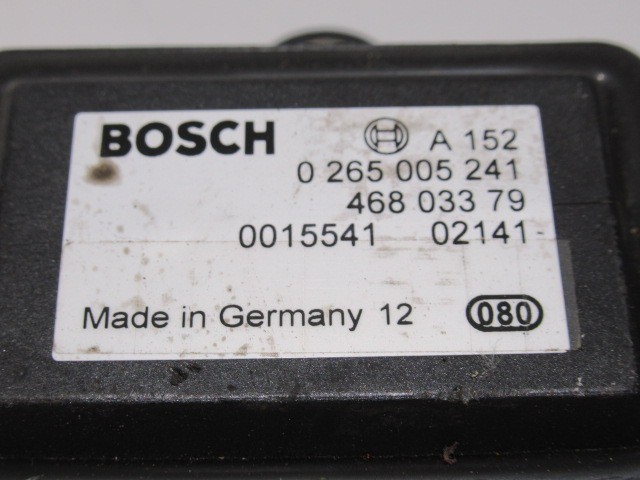 BOSCH A 152
0 265 005 241
468 033 79
0015541 02141-
Made in Germany 12 080